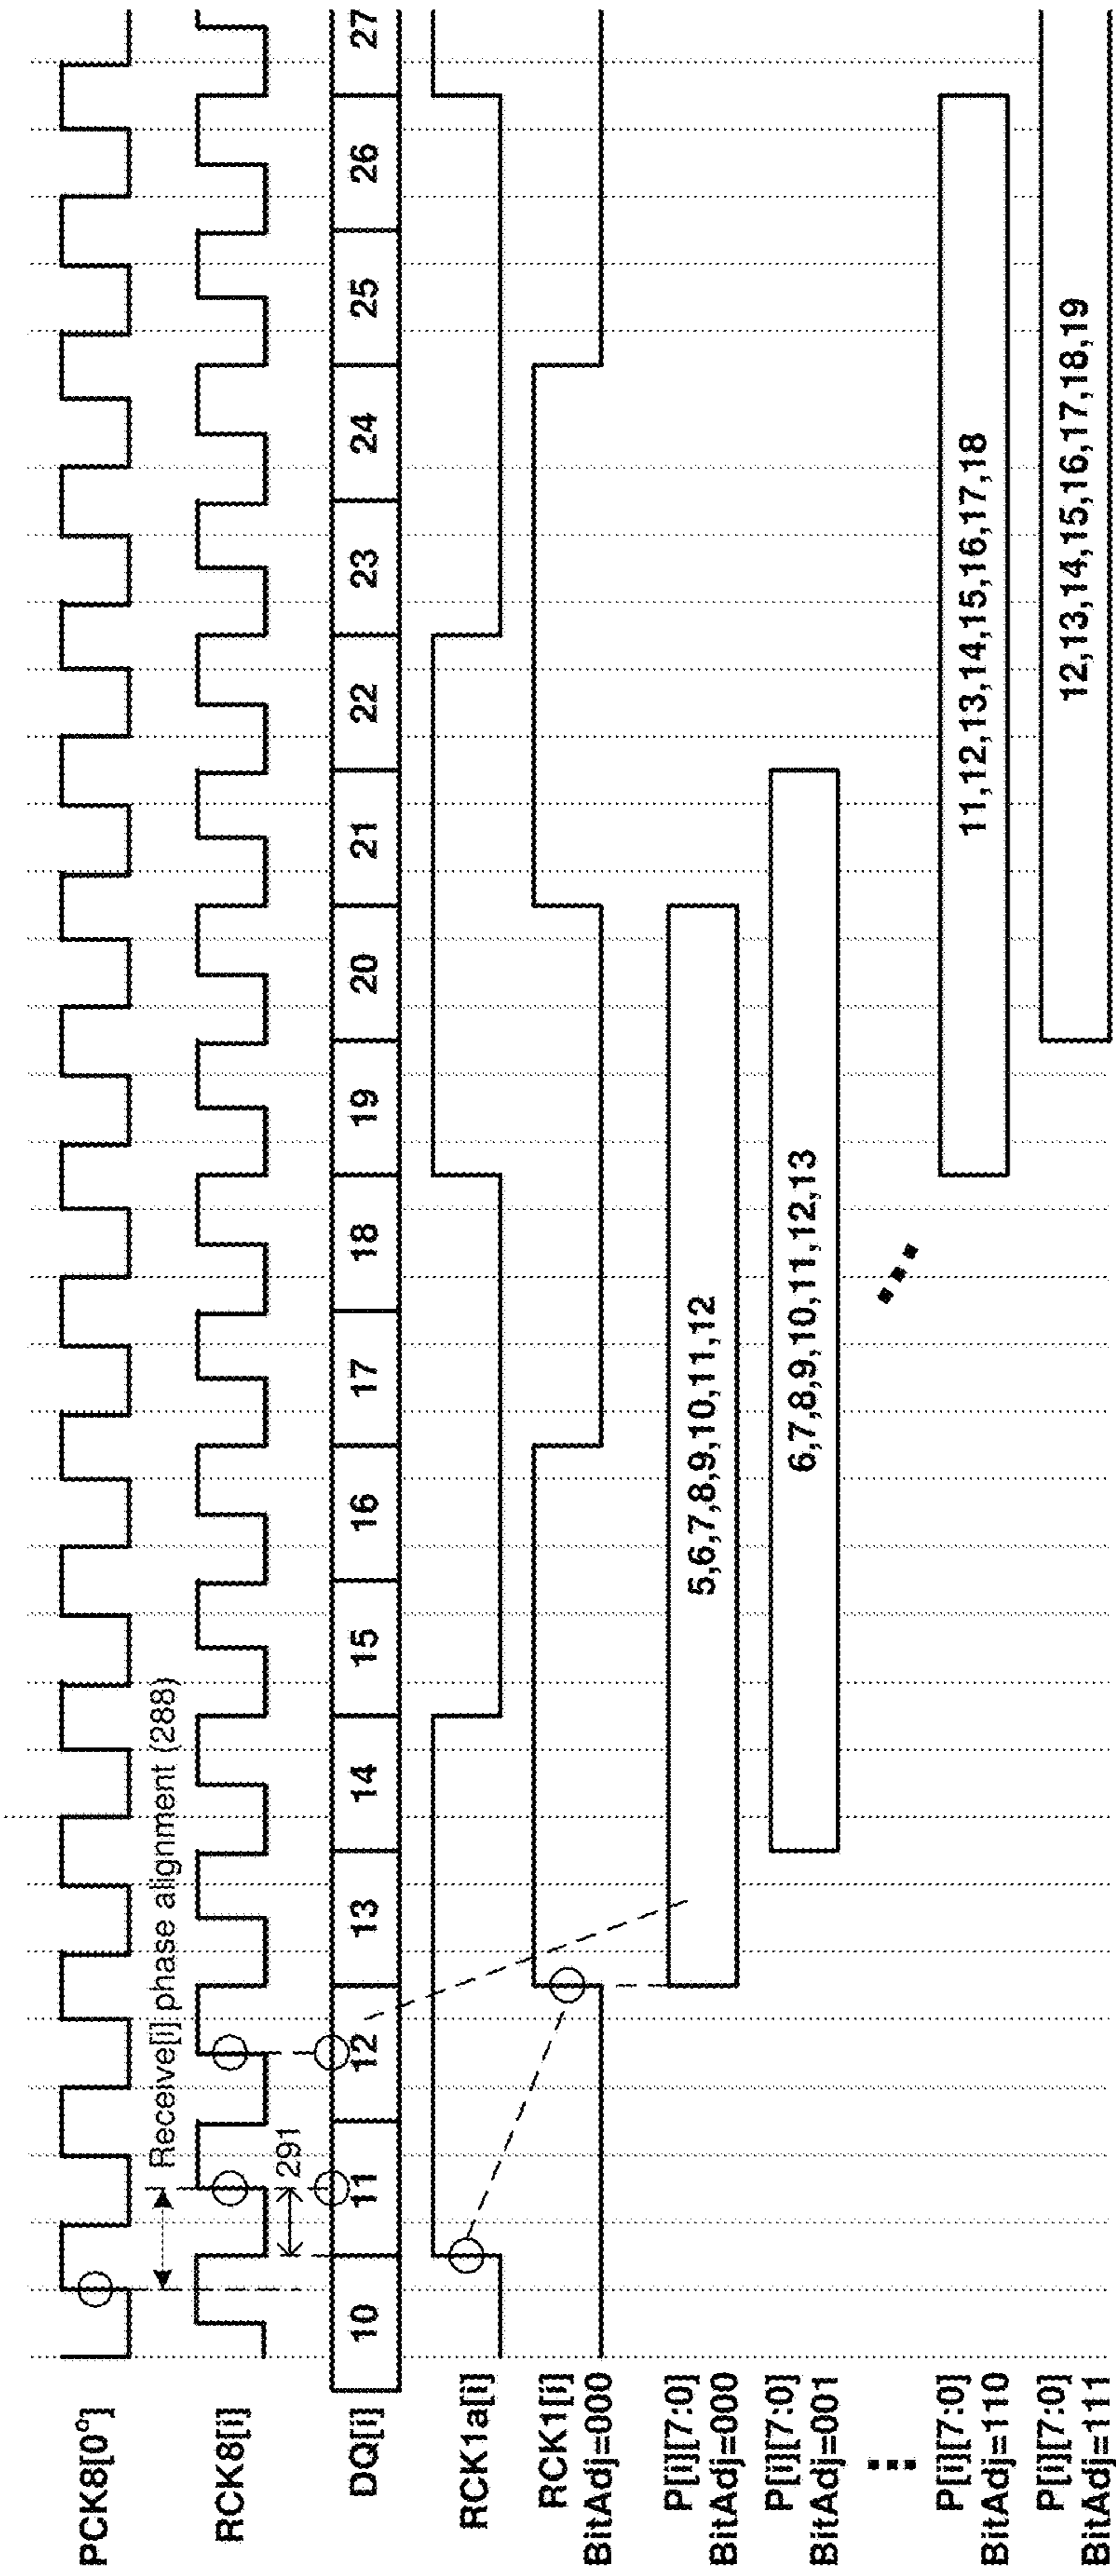 PCK8[0°]
Receive[i] phase alignment (288)
RCK8[i]
291
DQ[i]
10 11 12 13 14 15 16 17 18 19 20 21 22 23 24 25 26 27
RCK1a[i]
RCK1[i]
BitAdj=000
P[i][7:0]
BitAdj=000
5,6,7,8,9,10,11,12
P[i][7:0]
BitAdj=001
6,7,8,9,10,11,12,13
P[i][7:0]
BitAdj=110
11,12,13,14,15,16,17,18
P[i][7:0]
BitAdj=111
12,13,14,15,16,17,18,19